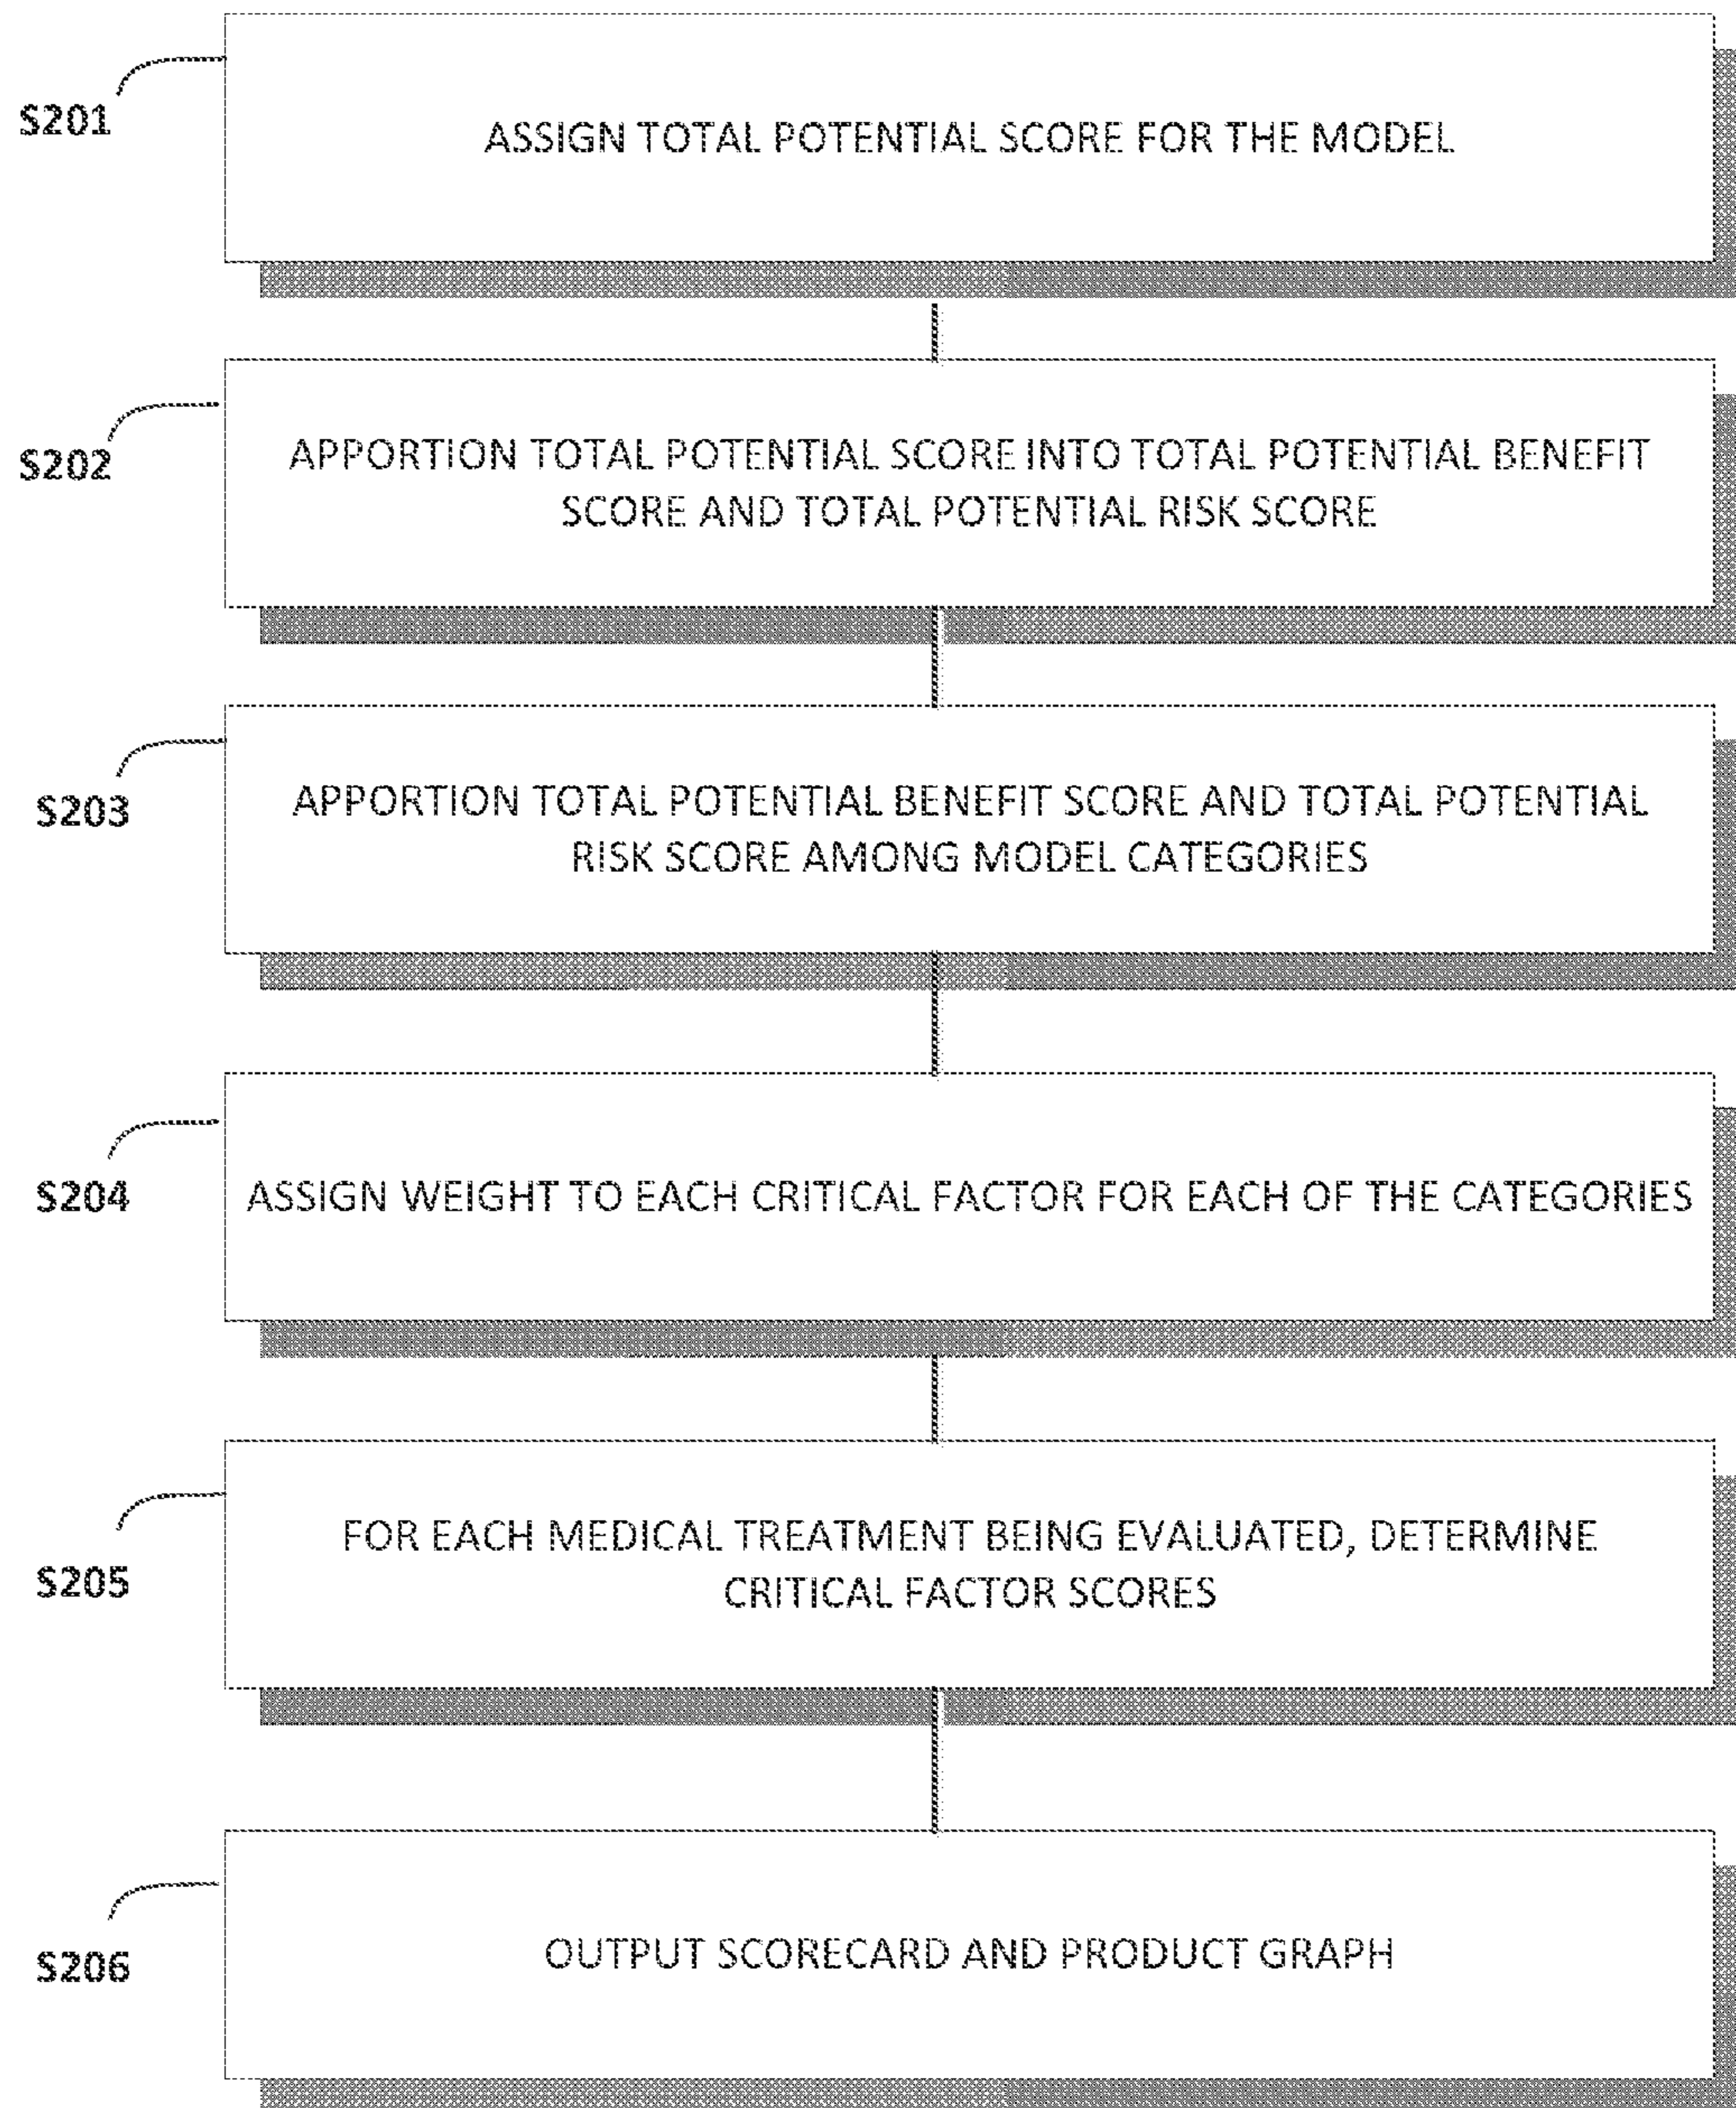 S201
ASSIGN TOTAL POTENTIAL SCORE FOR THE MODEL
S202
APPORTION TOTAL POTENTIAL SCORE INTO TOTAL POTENTIAL BENEFIT
SCORE AND TOTAL POTENTIAL RISK SCORE
S203
APPORTION TOTAL POTENTIAL BENEFIT SCORE AND TOTAL POTENTIAL
RISK SCORE AMONG MODEL CATEGORIES
S204
ASSIGN WEIGHT TO EACH CRITICAL FACTOR FOR EACH OF THE CATEGORIES
S205
FOR EACH MEDICAL TREATMENT BEING EVALUATED, DETERMINE
CRITICAL FACTOR SCORES
S206
OUTPUT SCORECARD AND PRODUCT GRAPH